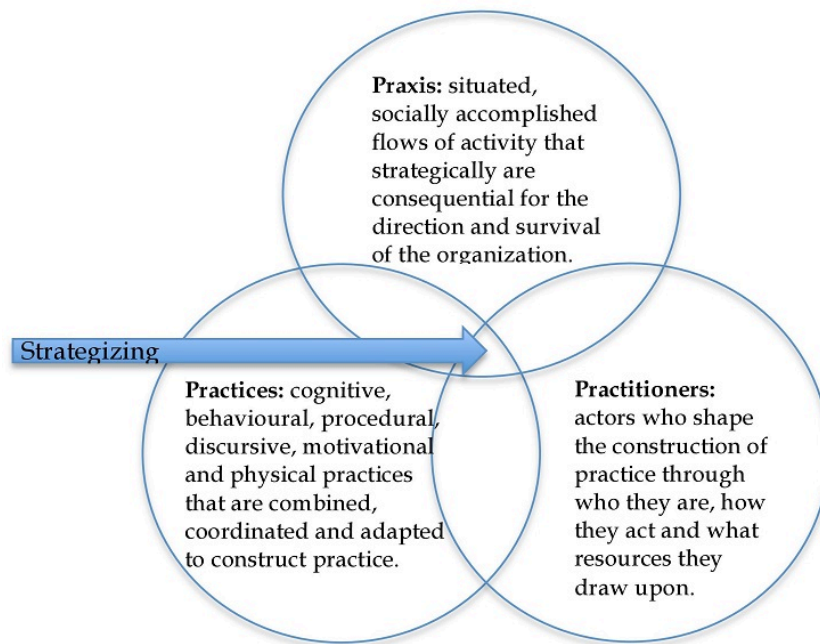 Praxis: situated,
socially accomplished
flows of activity that
strategically are
consequential for the
direction and survival
of the organization.
Strategizing
Practices: cognitive,
behavioural, procedural,
discursive, motivational
and physical practices
that are combined,
coordinated and adapted
to construct practice.
Practitioners:
actors who shape
the construction of
practice through
who they are, how
they act and what
resources they
draw upon.